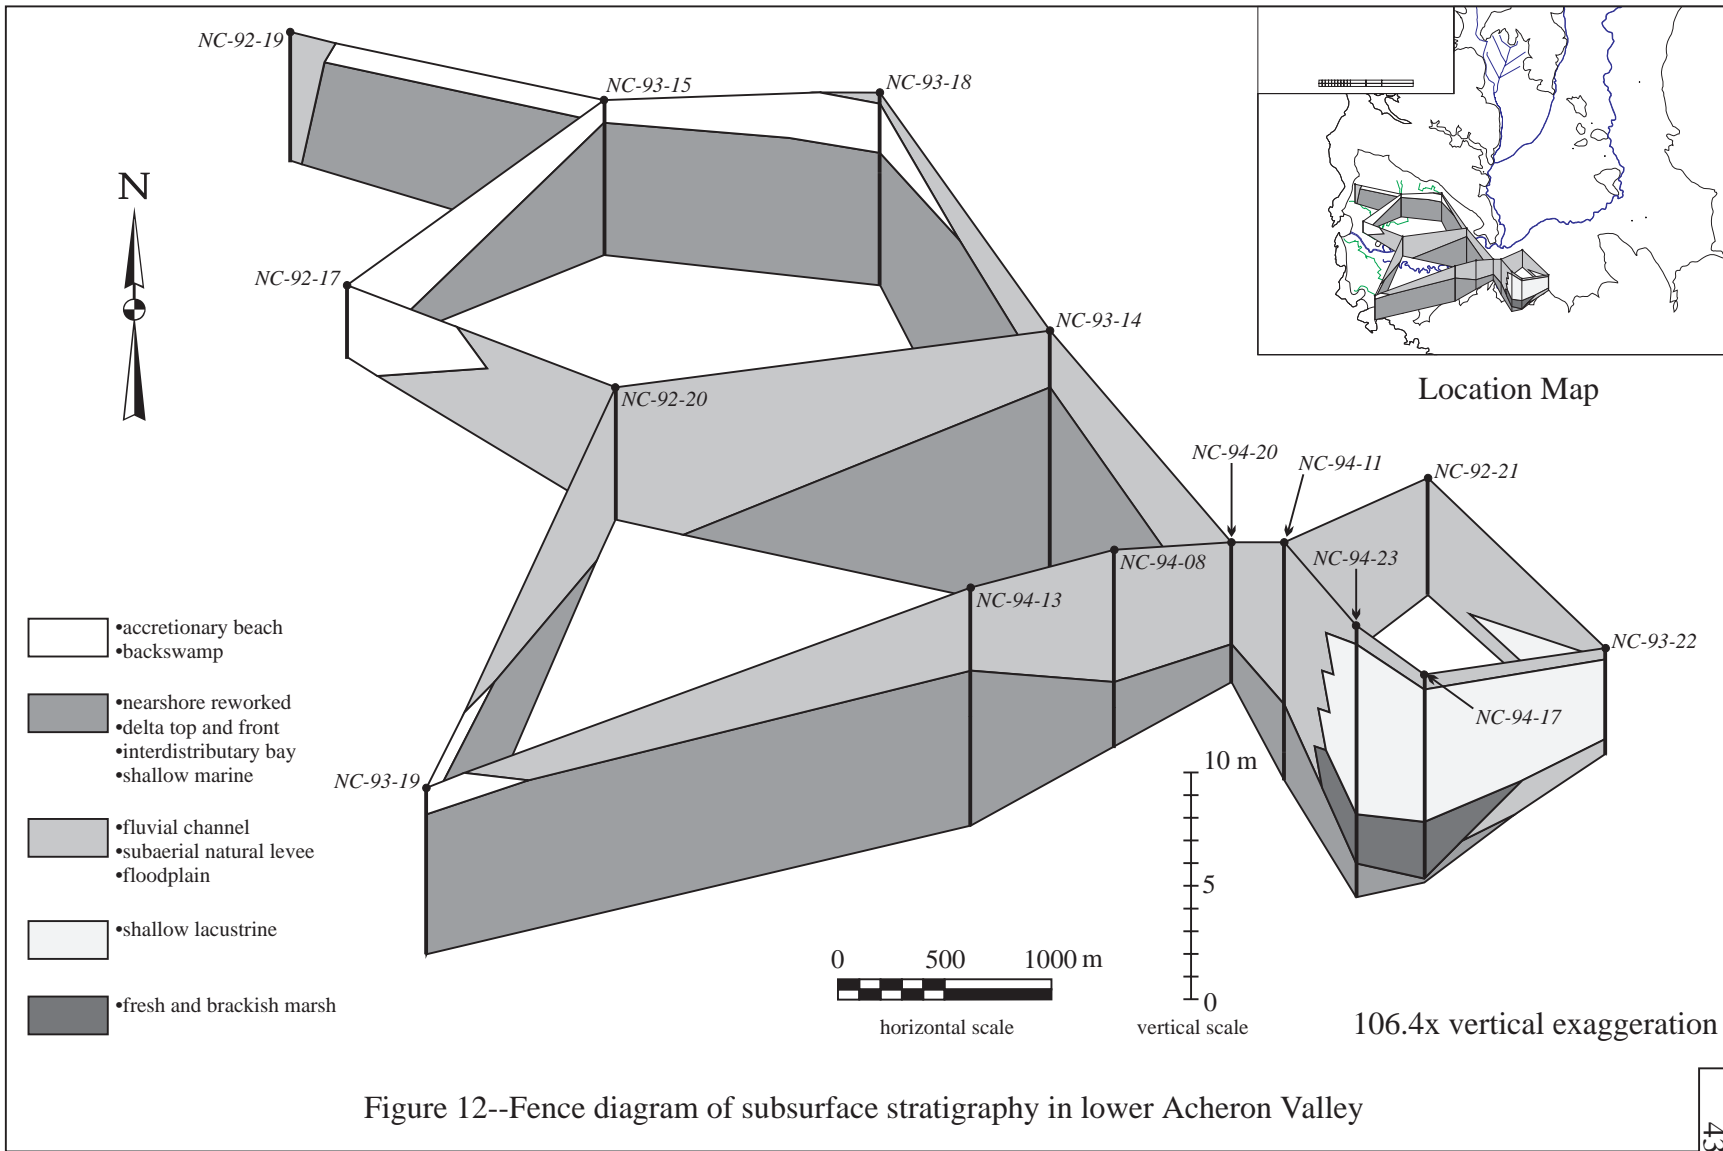 NC-92-19
NC-93-15
NC-93-18
N
NC-92-17
NC-93-14
NC-92-20
Location Map
NC-94-20
NC-94-11
NC-92-21
NC-94-23
NC-94-08
NC-94-13
NC-93-22
NC-94-17
NC-93-19
•accretionary beach
•backswamp
•nearshore reworked
•delta top and front
•interdistributary bay
•shallow marine
•fluvial channel
•subaerial natural levee
•floodplain
•shallow lacustrine
•fresh and brackish marsh
0 500 1000 m
horizontal scale
10 m
5
0
vertical scale
106.4x vertical exaggeration
Figure 12--Fence diagram of subsurface stratigraphy in lower Acheron Valley
43